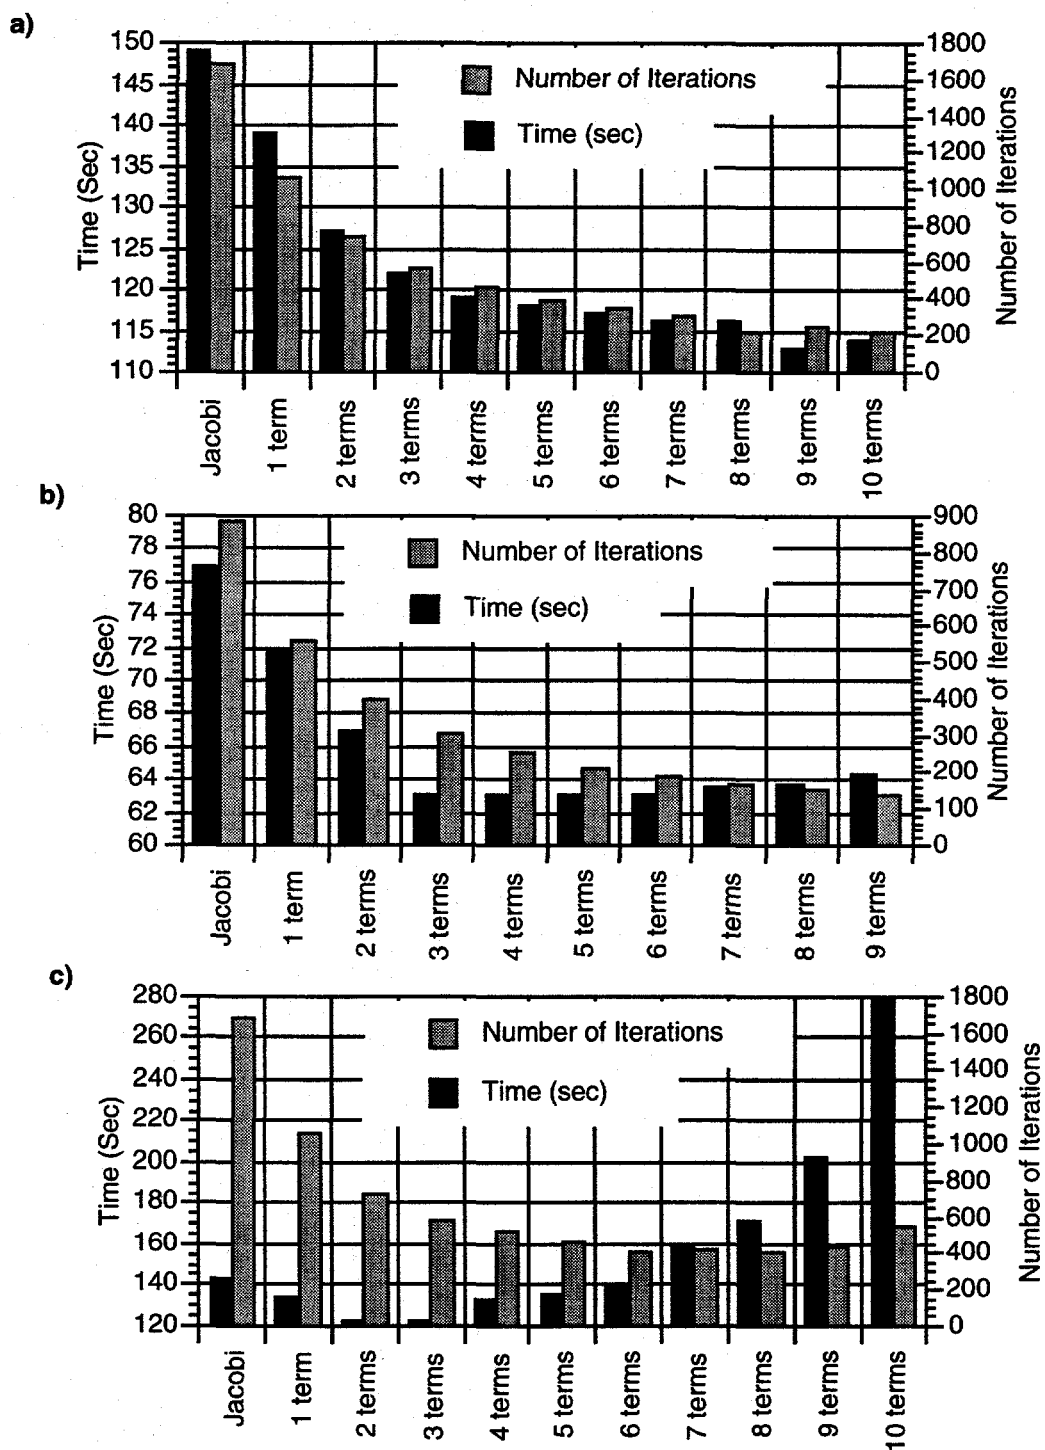 a)
Number of Iterations
Time (sec)
Time (Sec)
150
145
140
135
130
125
120
115
110
Number of Iterations
1800
1600
1400
1200
1000
800
600
400
200
0
Jacobi
1 term
2 terms
3 terms
4 terms
5 terms
6 terms
7 terms
8 terms
9 terms
10 terms
b)
Number of Iterations
Time (sec)
Time (Sec)
80
78
76
74
72
70
68
66
64
62
60
Number of Iterations
900
800
700
600
500
400
300
200
100
0
Jacobi
1 term
2 terms
3 terms
4 terms
5 terms
6 terms
7 terms
8 terms
9 terms
c)
Number of Iterations
Time (sec)
Time (Sec)
280
260
240
220
200
180
160
140
120
Number of Iterations
1800
1600
1400
1200
1000
800
600
400
200
0
Jacobi
1 term
2 terms
3 terms
4 terms
5 terms
6 terms
7 terms
8 terms
9 terms
10 terms